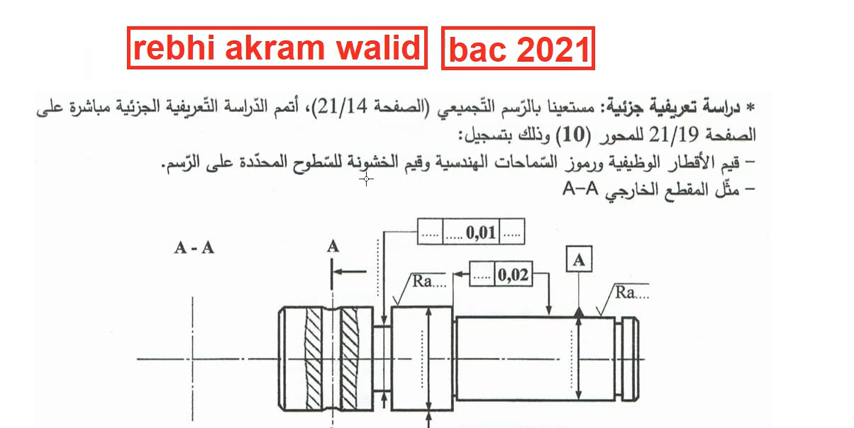 rebhi akram walid bac 2021
* دراسة تعريفية جزئية: مستعينا بالرّسم التّجميعي (الصفحة 21/14)، أتمم الدّراسة التّعريفية الجزئية مباشرة على
الصفحة 21/19 للمحور (10) وذلك بتسجيل:
– قيم الأقطار الوظيفية ورموز السّماحات الهندسية وقيم الخشونة للسّطوح المحدّدة على الرّسم.
– مثّل المقطع الخارجي A–A
..... ..... 0,01 .....
A - A
A
A
..... 0,02
Ra....
Ra....